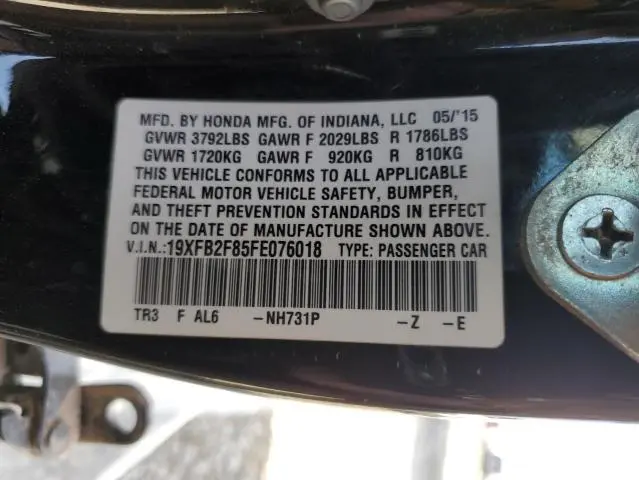 MFD. BY HONDA MFG. OF INDIANA, LLC 05/'15
GVWR 3792LBS GAWR F 2029LBS R 1786LBS
GVWR 1720KG GAWR F 920KG R 810KG
THIS VEHICLE CONFORMS TO ALL APPLICABLE
FEDERAL MOTOR VEHICLE SAFETY, BUMPER,
AND THEFT PREVENTION STANDARDS IN EFFECT
ON THE DATE OF MANUFACTURE SHOWN ABOVE.
V.I.N.:19XFB2F85FE076018 TYPE: PASSENGER CAR
TR3 F AL6 -NH731P -Z -E